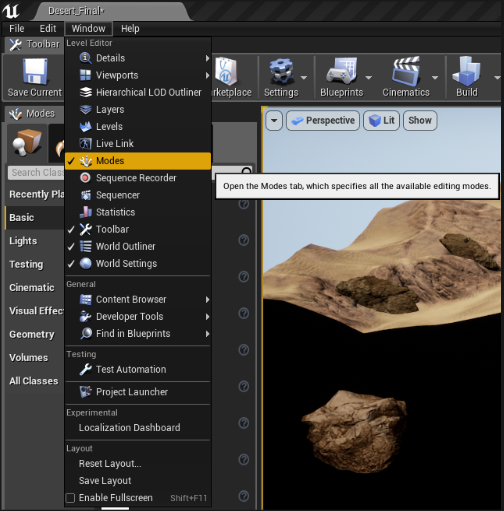 Desert_Final*
File Edit Window Help
Toolbar
Level Editor
Save Current
Details
Viewports
Hierarchical LOD Outliner
Layers
Levels
Live Link
Modes
Sequence Recorder
Sequencer
Statistics
Toolbar
World Outliner
World Settings
General
Content Browser
Developer Tools
Find in Blueprints
Testing
Test Automation
Project Launcher
Experimental
Localization Dashboard
Layout
Reset Layout...
Save Layout
Enable Fullscreen Shift+F11
rketplace
Settings
Blueprints
Cinematics
Build
Modes
Search Clas
Recently Pla
Basic
Lights
Testing
Cinematic
Visual Effec
Geometry
Volumes
All Classes
Perspective
Lit
Show
Open the Modes tab, which specifies all the available editing modes.